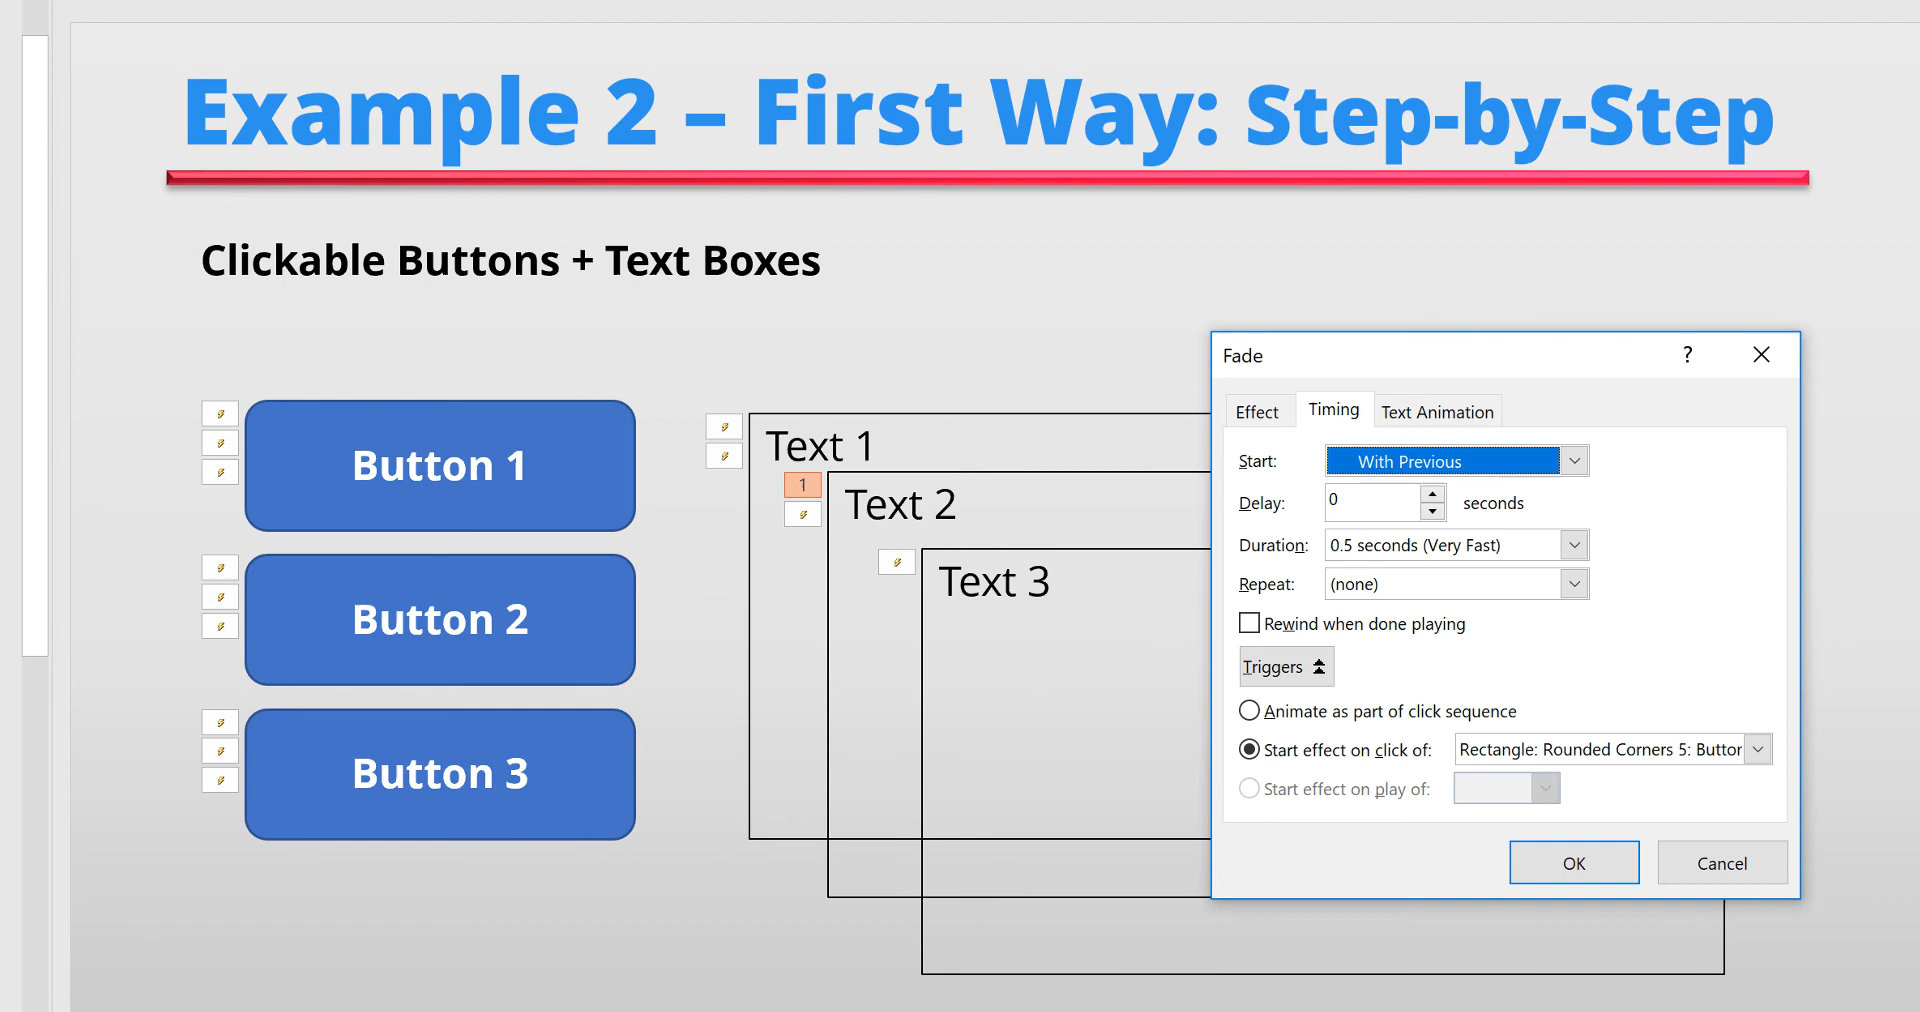 Example 2 – First Way: Step-by-Step
Clickable Buttons + Text Boxes
Button 1
Button 2
Button 3
Text 1
1
Text 2
Text 3
Fade ?
Effect Timing Text Animation
Start: With Previous
Delay: 0 seconds
Duration: 0.5 seconds (Very Fast)
Repeat: (none)
Rewind when done playing
Triggers
Animate as part of click sequence
Start effect on click of: Rectangle: Rounded Corners 5: Buttor
Start effect on play of:
OK Cancel